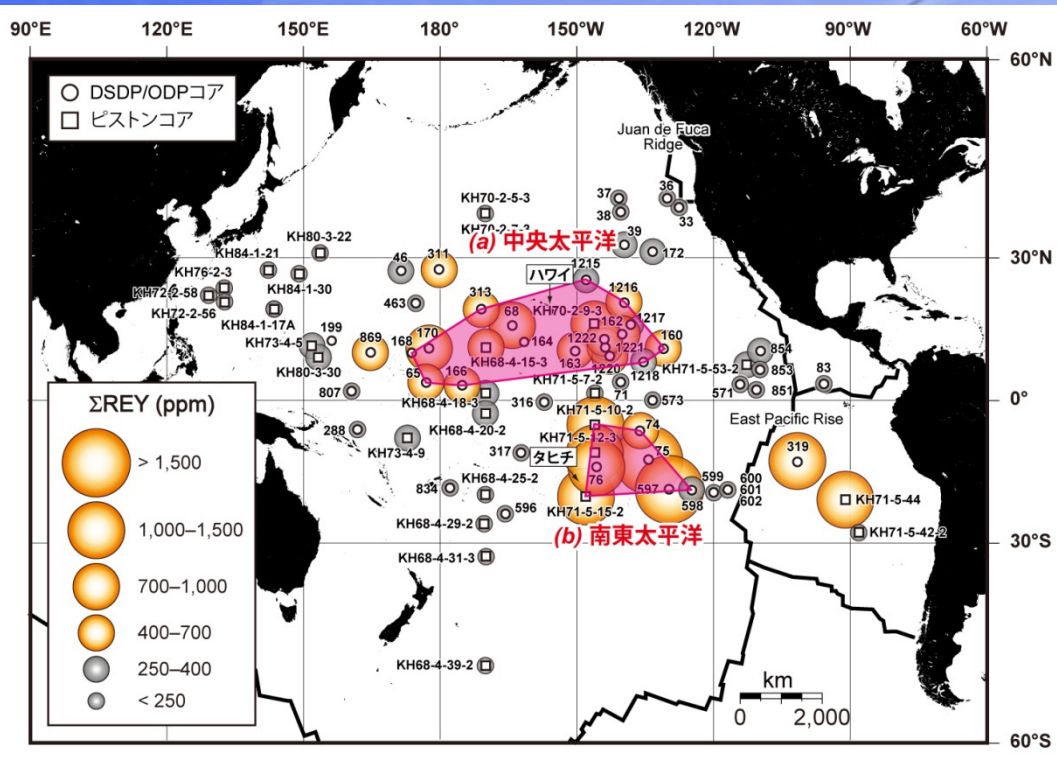 90°E 120°E 150°E 180° 150°W 120°W 90°W 60°W
60°N
DSDP/ODPコア
ピストンコア
Juan de Fuca
Ridge
KH70-2-5-3
37
36
38
33
KH70-2-7-3
(a) 中央太平洋
39
172
KH80-3-22
KH84-1-21
46
311
30°N
KH76-2-3
ハワイ
1215
KH72-2-58
KH84-1-30
463
313
1216
KH72-2-56
KH84-1-17A
68
KH70-2-9-3
162
1217
199
869
168
170
164
1222
160
KH73-4-5
KH68-4-15-3
163
1221
854
KH80-3-30
65
166
1220
1218
KH71-5-53-2
853
83
807
KH68-4-18-3
KH71-5-7-2
71
571
851
316
573
0°
KH71-5-10-2
East Pacific Rise
288
KH68-4-20-2
74
KH73-4-9
KH71-5-12-3
317
タヒチ
75
319
76
834
KH68-4-25-2
597
599
600
601
602
598
KH71-5-44
596
KH71-5-15-2
KH68-4-29-2
(b) 南東太平洋
KH71-5-42-2
30°S
KH68-4-31-3
KH68-4-39-2
ΣREY (ppm)
> 1,500
1,000–1,500
700–1,000
400–700
250–400
< 250
km
0 2,000
60°S